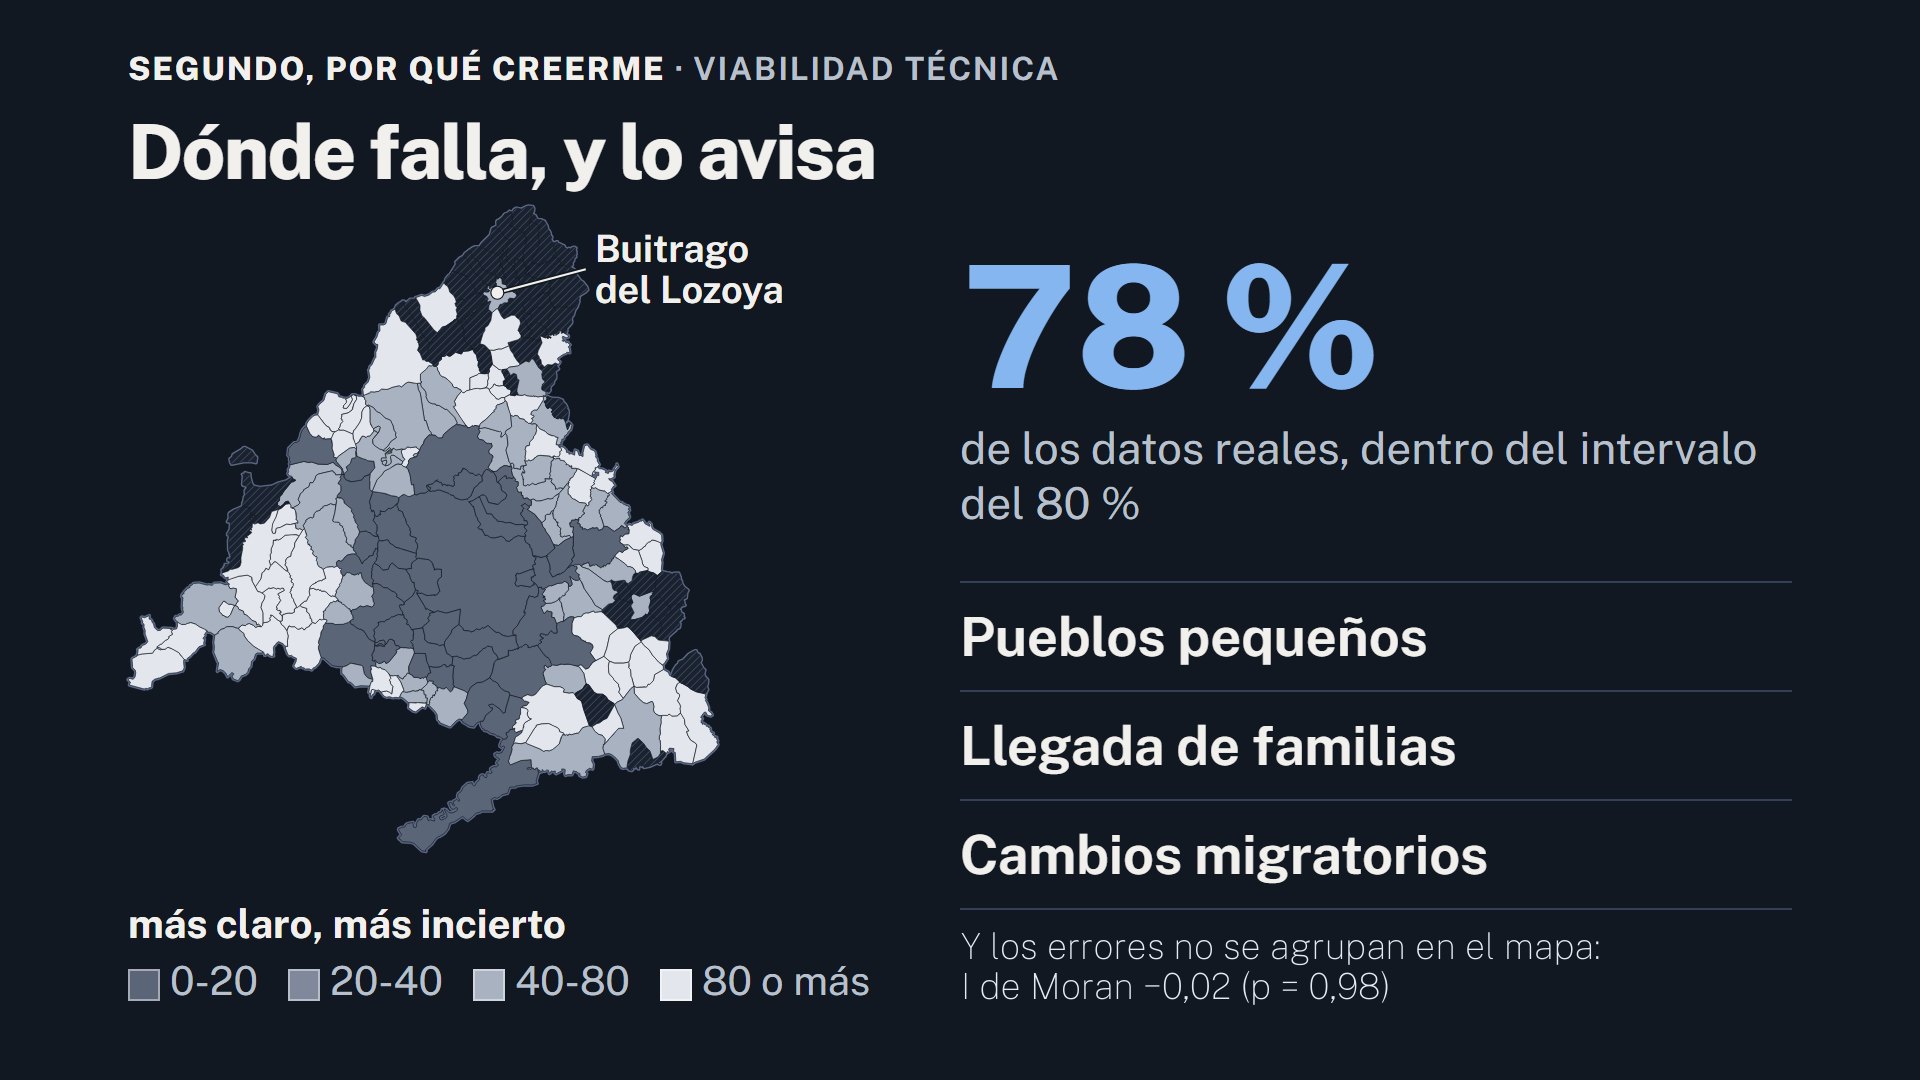 SEGUNDO, POR QUÉ CREERME · VIABILIDAD TÉCNICA
Dónde falla, y lo avisa
Buitrago
del Lozoya
más claro, más incierto
0-20 20-40 40-80 80 o más
78 %
de los datos reales, dentro del intervalo
del 80 %
Pueblos pequeños
Llegada de familias
Cambios migratorios
Y los errores no se agrupan en el mapa:
I de Moran −0,02 (p = 0,98)